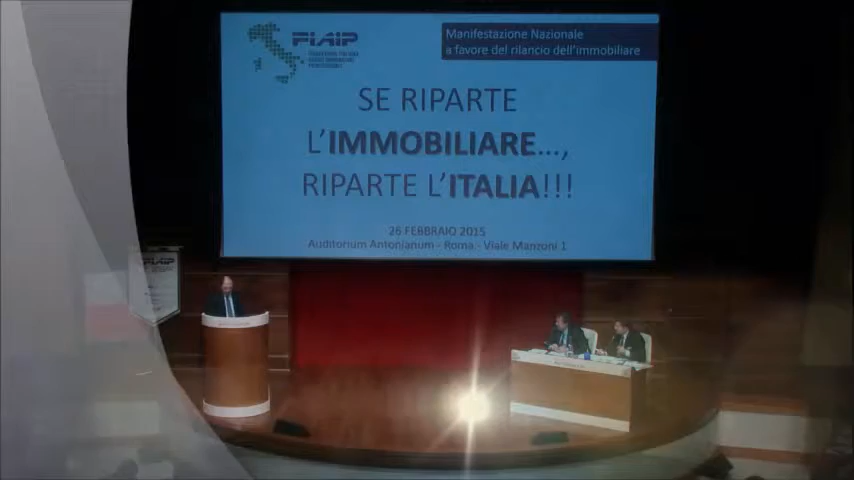 FIAIP
Manifestazione Nazionale
a favore del rilancio dell'immobiliare
SE RIPARTE
L'IMMOBILIARE...,
RIPARTE L'ITALIA!!!
26 FEBBRAIO 2015
Auditorium Antonianum - Roma - Viale Manzoni 1
FIAIP